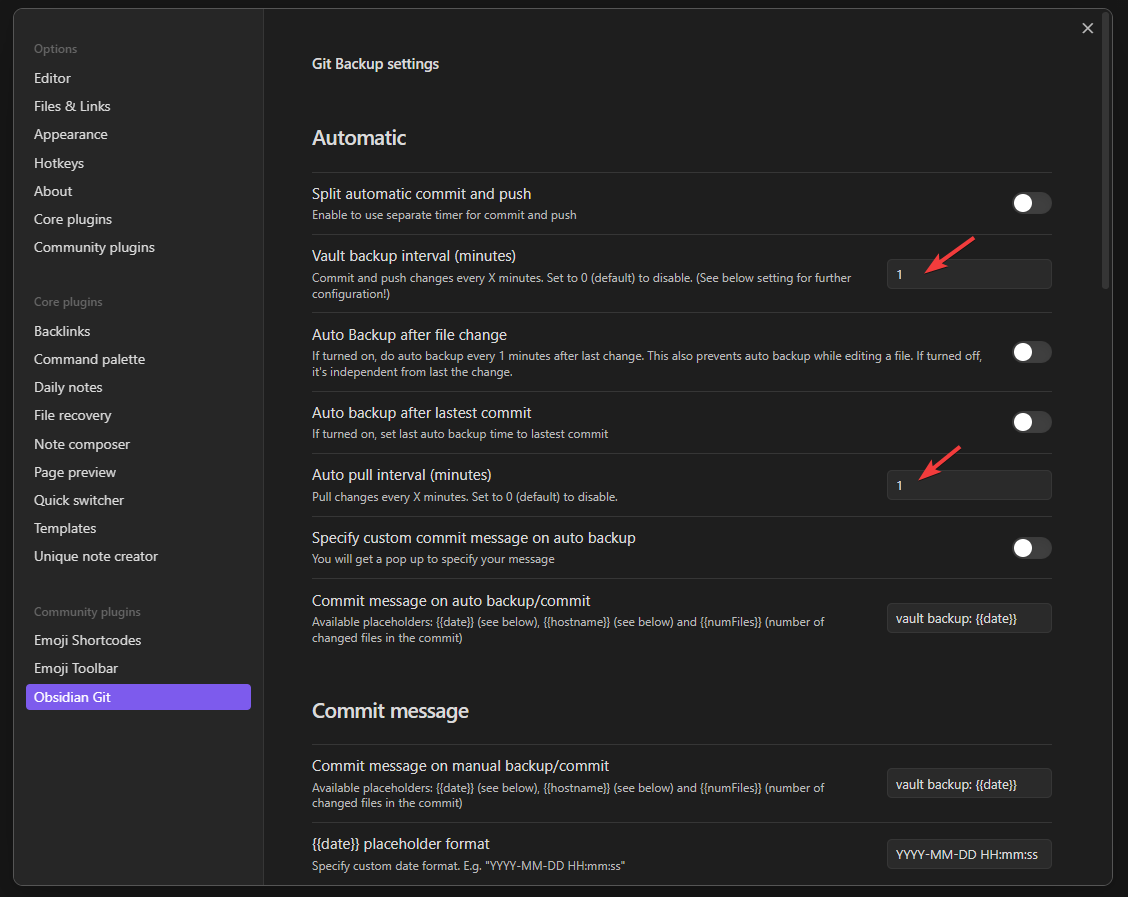 Options
Editor
Files & Links
Appearance
Hotkeys
About
Core plugins
Community plugins
Core plugins
Backlinks
Command palette
Daily notes
File recovery
Note composer
Page preview
Quick switcher
Templates
Unique note creator
Community plugins
Emoji Shortcodes
Emoji Toolbar
Obsidian Git
Git Backup settings
Automatic
Split automatic commit and push
Enable to use separate timer for commit and push
Vault backup interval (minutes)
Commit and push changes every X minutes. Set to 0 (default) to disable. (See below setting for further
configuration!)
1
Auto Backup after file change
If turned on, do auto backup every 1 minutes after last change. This also prevents auto backup while editing a file. If turned off,
it's independent from last the change.
Auto backup after lastest commit
If turned on, set last auto backup time to lastest commit
Auto pull interval (minutes)
Pull changes every X minutes. Set to 0 (default) to disable.
1
Specify custom commit message on auto backup
You will get a pop up to specify your message
Commit message on auto backup/commit
Available placeholders: {{date}} (see below), {{hostname}} (see below) and {{numFiles}} (number of
changed files in the commit)
vault backup: {{date}}
Commit message
Commit message on manual backup/commit
Available placeholders: {{date}} (see below), {{hostname}} (see below) and {{numFiles}} (number of
changed files in the commit)
vault backup: {{date}}
{{date}} placeholder format
Specify custom date format. E.g. "YYYY-MM-DD HH:mm:ss"
YYYY-MM-DD HH:mm:ss